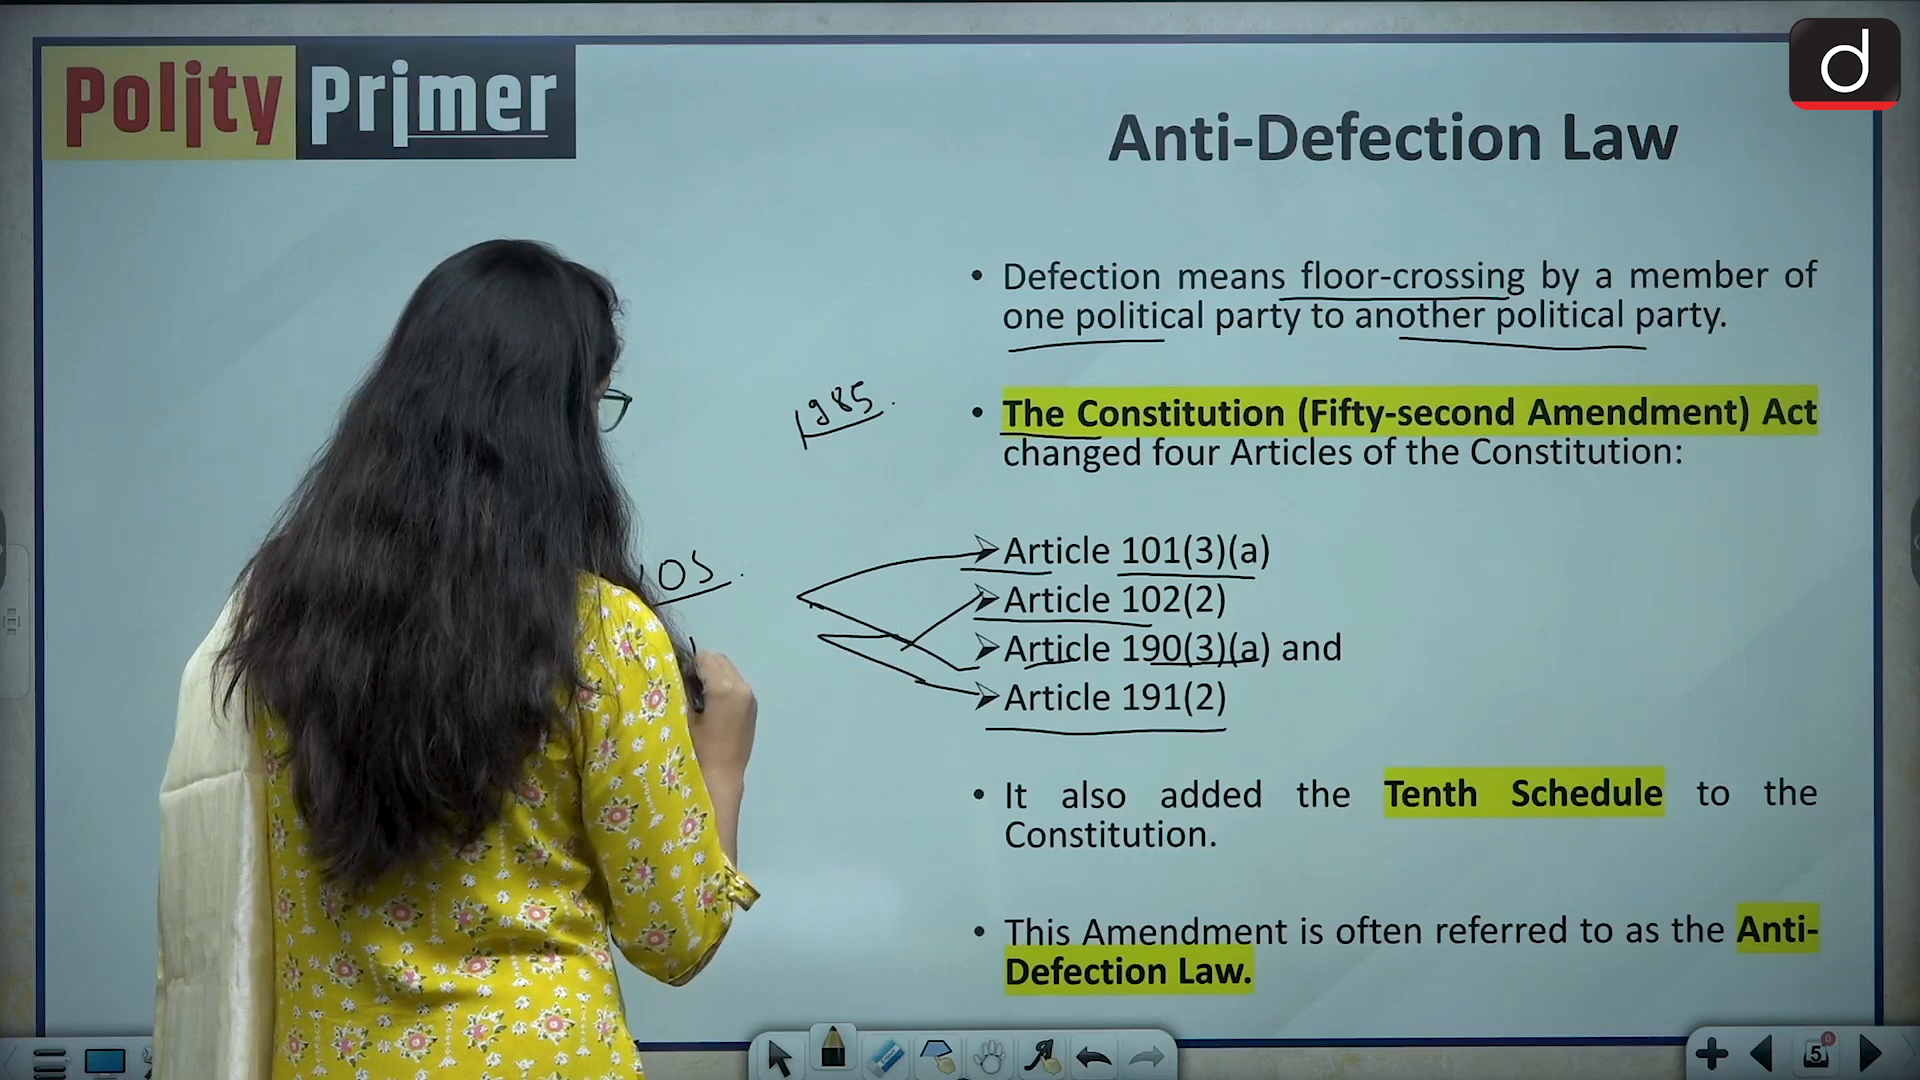 Polity Primer
d
Anti-Defection Law
• Defection means floor-crossing by a member of
one political party to another political party.
1985.
• The Constitution (Fifty-second Amendment) Act
changed four Articles of the Constitution:
➢Article 101(3)(a)
➢Article 102(2)
➢Article 190(3)(a) and
➢Article 191(2)
• It also added the Tenth Schedule to the
Constitution.
• This Amendment is often referred to as the Anti-
Defection Law.
5
0